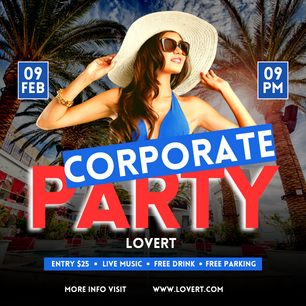 09
FEB
09
PM
CORPORATE
PARTY
LOVERT
ENTRY $25 • LIVE MUSIC • FREE DRINK • FREE PARKING
MORE INFO VISIT
WWW.LOVERT.COM